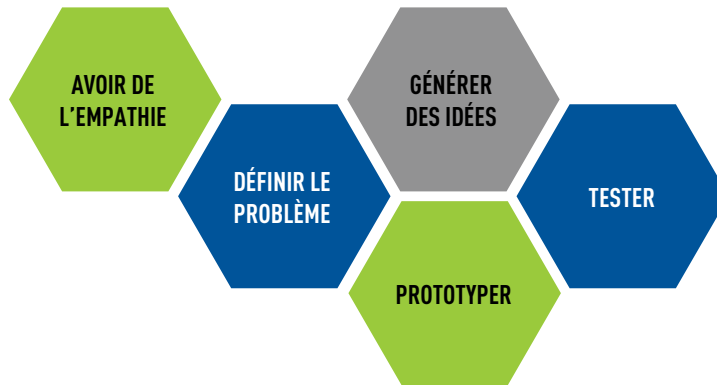 AVOIR DE
L'EMPATHIE
DÉFINIR LE
PROBLÈME
GÉNÉRER
DES IDÉES
PROTOTYPER
TESTER